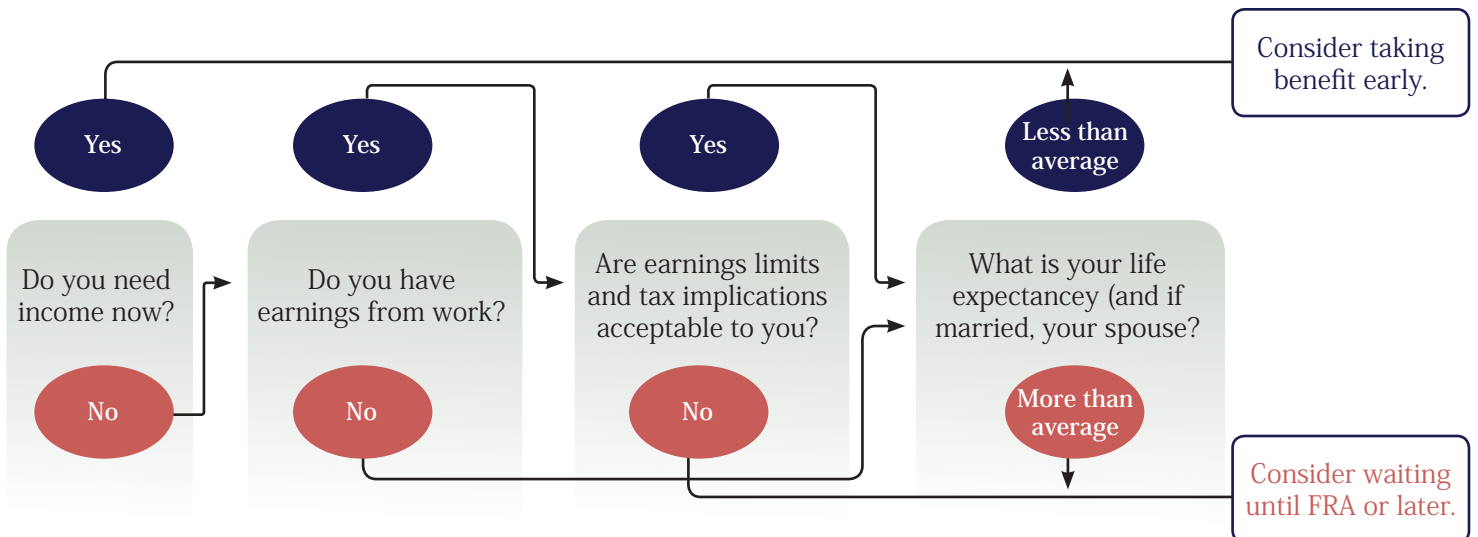 Consider taking
benefit early.
Yes
Yes
Yes
Less than
average
Do you need
income now?
Do you have
earnings from work?
Are earnings limits
and tax implications
acceptable to you?
What is your life
expectancey (and if
married, your spouse?
No
No
No
More than
average
Consider waiting
until FRA or later.